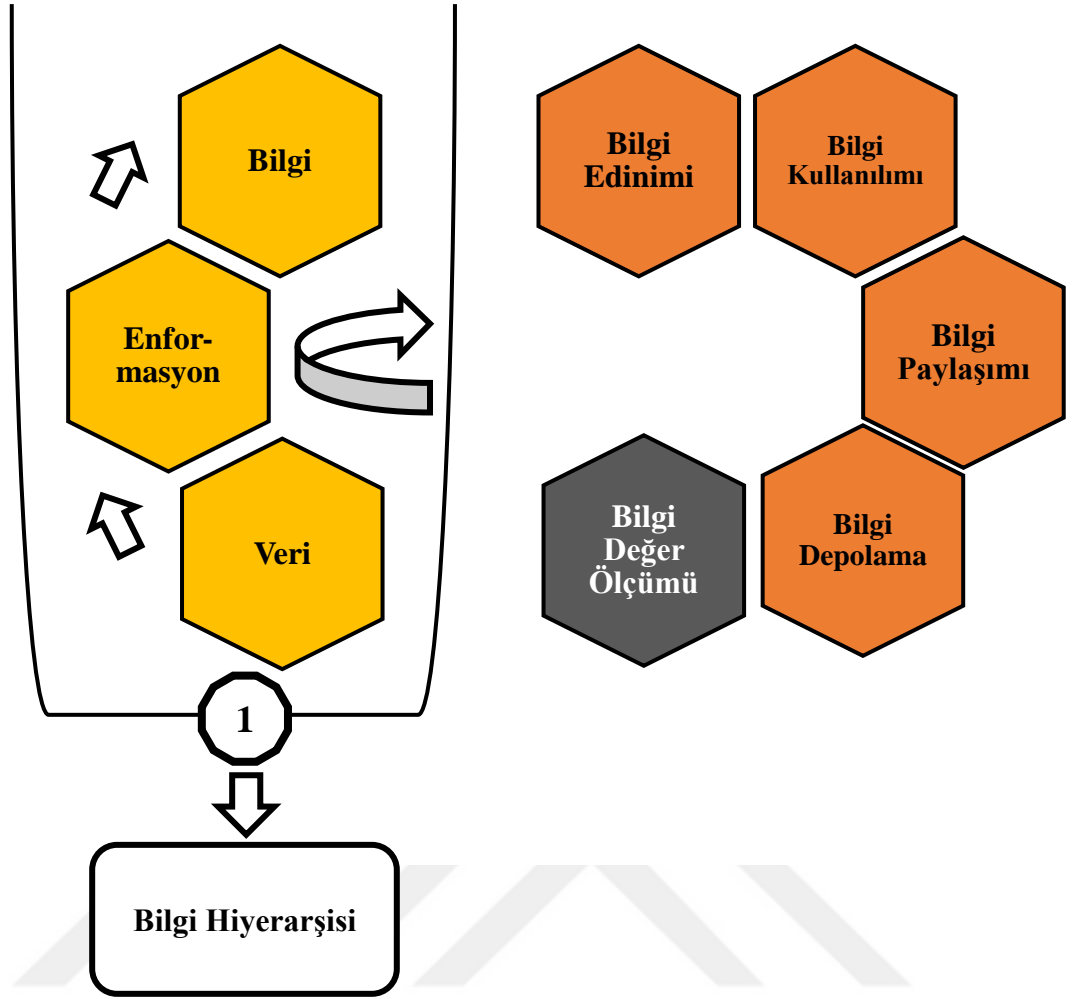 Bilgi
Enfor-
masyon
Veri
1
Bilgi Hiyerarşisi
Bilgi
Edinimi
Bilgi
Kullanılımı
Bilgi
Paylaşımı
Bilgi
Depolama
Bilgi
Değer
Ölçümü